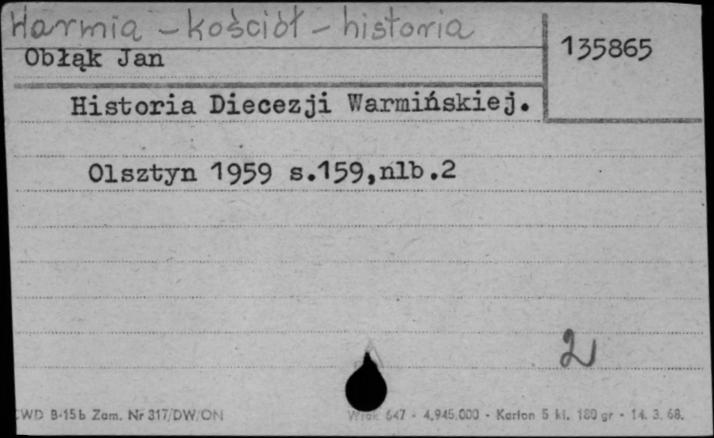 Warmia - kościół - historia
135865
Obłąk Jan
Historia Diecezji Warmińskiej.
Olsztyn 1959 s.159,nlb.2
2
WD B-15b Zam. Nr 317/DW/ON 647 - 4.945.000 - Karton 5 kl. 180 gr - 14. 3. 68.